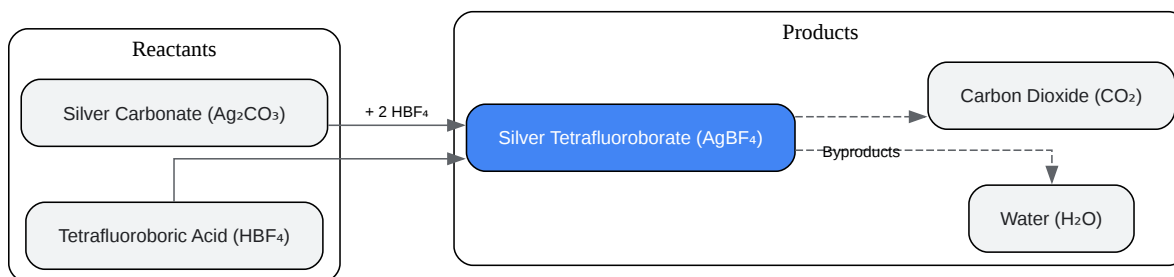 Reactants
Silver Carbonate (Ag₂CO₃)
Tetrafluoroboric Acid (HBF₄)
+ 2 HBF₄
Products
Silver Tetrafluoroborate (AgBF₄)
Carbon Dioxide (CO₂)
Byproducts
Water (H₂O)